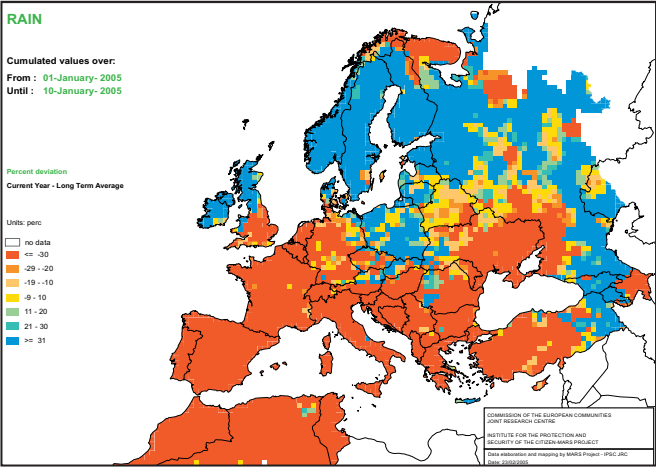 RAIN
Cumulated values over:
From : 01-January- 2005
Until : 10-January- 2005
Percent deviation
Current Year - Long Term Average
Units: perc
no data
<= -30
-29 - -20
-19 - -10
-9 - 10
11 - 20
21 - 30
>= 31
COMMISSION OF THE EUROPEAN COMMUNITIES
JOINT RESEARCH CENTRE
INSTITUTE FOR THE PROTECTION AND
SECURITY OF THE CITIZEN-MARS PROJECT
Data elaboration and mapping by MARS Project - IPSC JRC
Date: 23/02/2005